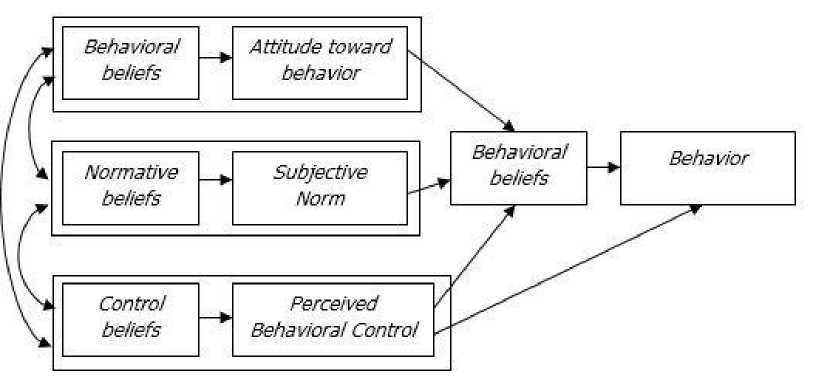 Behavioral
beliefs
Attitude toward
behavior
Normative
beliefs
Subjective
Norm
Behavioral
beliefs
Behavior
Control
beliefs
Perceived
Behavioral Control